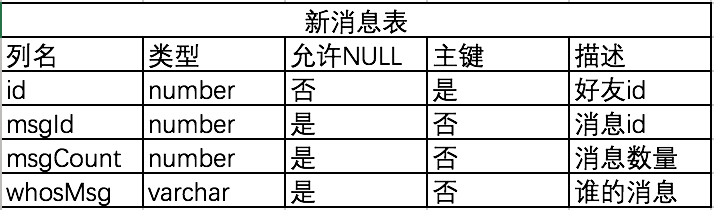 新消息表
列名 类型 允许NULL 主键 描述
id number 否 是 好友id
msgId number 是 否 消息id
msgCount number 是 否 消息数量
whosMsg varchar 是 否 谁的消息